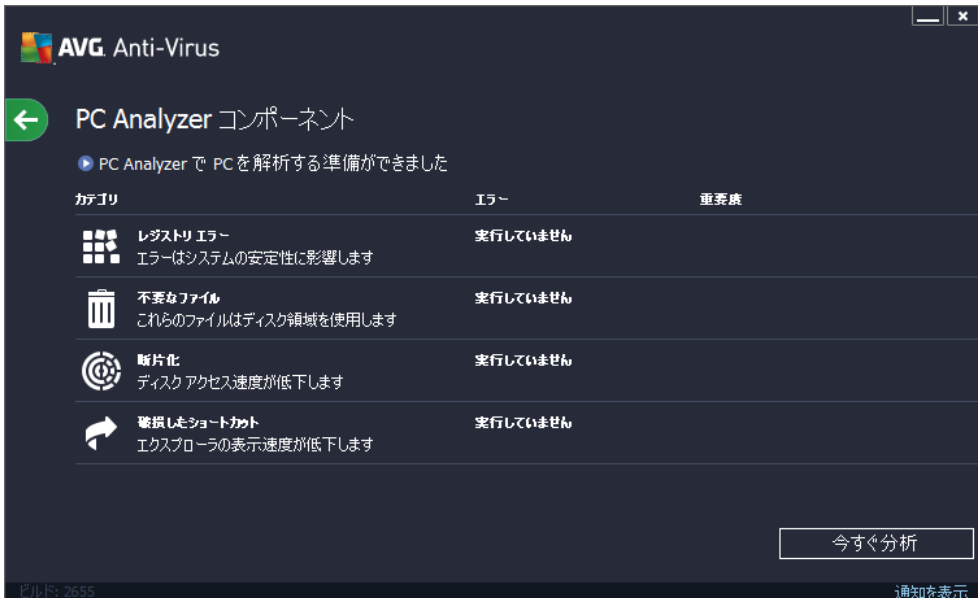 AVG. Anti-Virus
PC Analyzer コンポーネント
PC Analyzer で PC を解析する準備ができました
カテゴリ エラー 重要度
レジストリ エラー 実行していません
エラーはシステムの安定性に影響します
不要なファイル 実行していません
これらのファイルはディスク領域を使用します
断片化 実行していません
ディスク アクセス速度が低下します
破損したショートカット 実行していません
エクスプローラの表示速度が低下します
今すぐ分析
ビルド: 2655 通知を表示